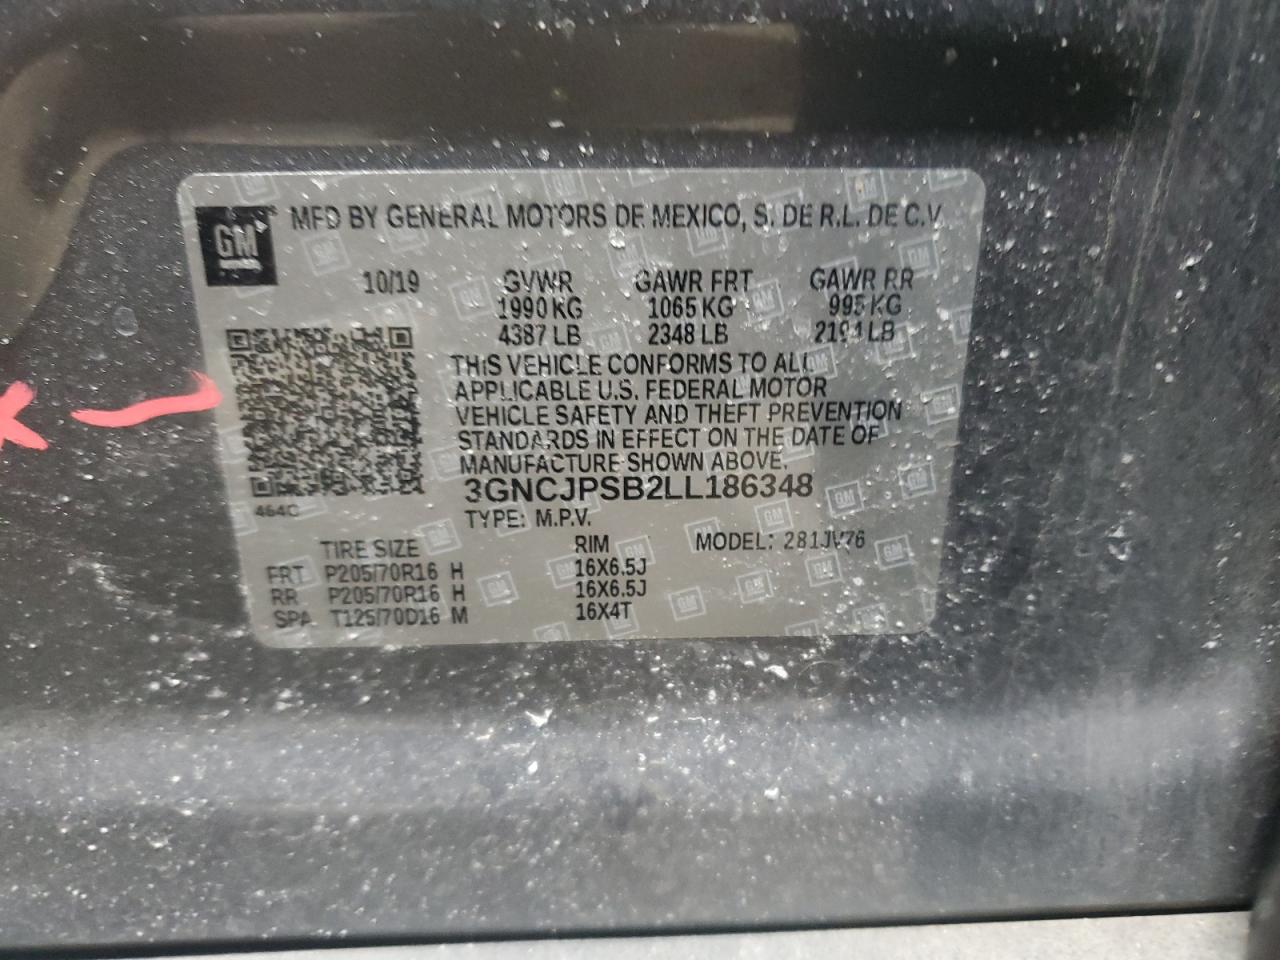 GM
MFD BY GENERAL MOTORS DE MEXICO, S. DE R.L. DE C.V.
10/19 GVWR GAWR FRT GAWR RR
1990 KG 1065 KG 995 KG
4387 LB 2348 LB 2194 LB
THIS VEHICLE CONFORMS TO ALL
APPLICABLE U.S. FEDERAL MOTOR
VEHICLE SAFETY AND THEFT PREVENTION
STANDARDS IN EFFECT ON THE DATE OF
MANUFACTURE SHOWN ABOVE.
3GNCJPSB2LL186348
464C
TYPE: M.P.V.
TIRE SIZE RIM MODEL: 281JV76
FRT P205/70R16 H 16X6.5J
RR P205/70R16 H 16X6.5J
SPA T125/70D16 M 16X4T